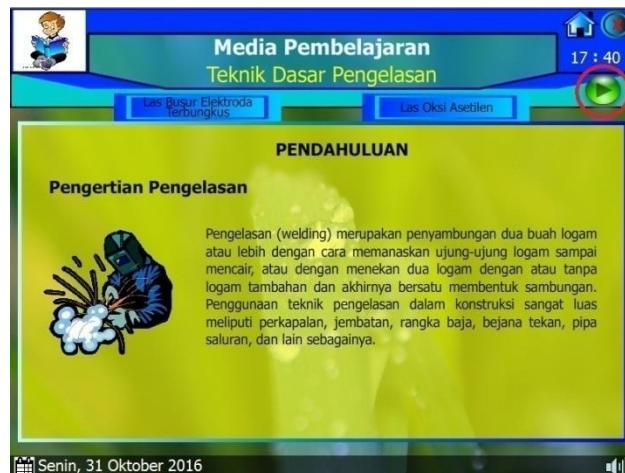 Media Pembelajaran
Teknik Dasar Pengelasan
17 : 40
Las Busur Elektroda
Terbungkus
Las Oksi Asetilen
PENDAHULUAN
Pengertian Pengelasan
Pengelasan (welding) merupakan penyambungan dua buah logam
atau lebih dengan cara memanaskan ujung-ujung logam sampai
mencair, atau dengan menekan dua logam dengan atau tanpa
logam tambahan dan akhirnya bersatu membentuk sambungan.
Penggunaan teknik pengelasan dalam konstruksi sangat luas
meliputi perkapalan, jembatan, rangka baja, bejana tekan, pipa
saluran, dan lain sebagainya.
Senin, 31 Oktober 2016